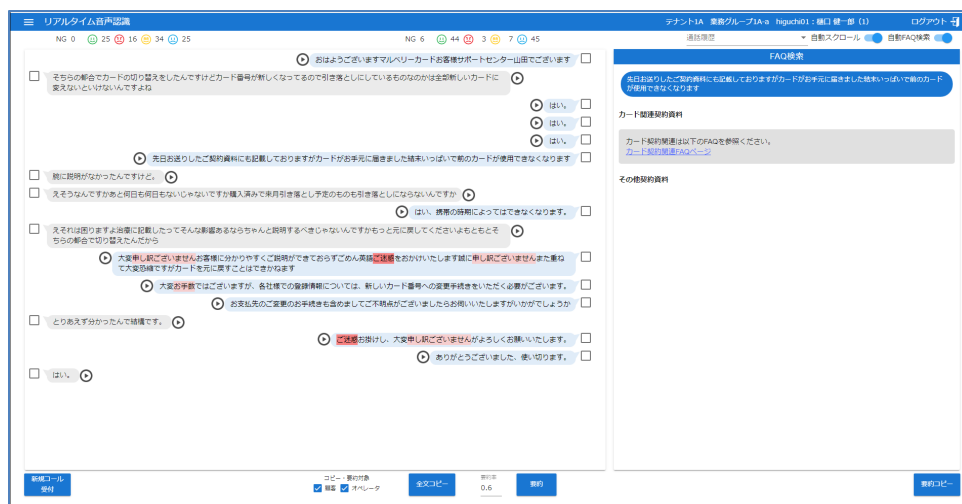 リアルタイム音声認識
テナント1A 業務グループ1A-a higuchi01：樋口 健一郎（1） ログアウト
NG 0 25 16 34 25
NG 6 44 3 7 45
通話履歴 自動スクロール 自動FAQ検索
おはようございますマルベリーカードお客様サポートセンター山田でございます
そちらの都合でカードの切り替えをしたんですけどカード番号が新しくなってるので引き落としにしているものなのかは全部新しいカードに
変えないといけないんですよね
はい。
はい。
はい。
先日お送りしたご契約資料にも記載しておりますがカードがお手元に届きました結末いっぱいで前のカードが使用できなくなります
腕に説明がなかったんですけど。
えそうなんですかあと何日も何日もないじゃないですか購入済みで来月引き落とし予定のものも引き落としにならないんですか
はい、携帯の時期によってはできなくなります。
えそれは困りますよ治療に記載したってそんな影響あるならちゃんと説明するべきじゃないんですかもっと元に戻してくださいよもともとそ
ちらの都合で切り替えたんだから
大変申し訳ございませんお客様に分かりやすくご説明ができておらずごめん英語ご迷惑をおかけいたします誠に申し訳ございませんまた重ね
て大変恐縮ですがカードを元に戻すことはできかねます
大変お手数ではございますが、各社様での登録情報については、新しいカード番号への変更手続きをいただく必要がございます。
お支払先のご変更のお手続きも含めましてご不明点がございましたらお伺いいたしますがいかがでしょうか
とりあえず分かったんで結構です。
ご迷惑お掛けし、大変申し訳ございませんがよろしくお願いいたします。
ありがとうございました、使い切ります。
はい。
FAQ検索
先日お送りしたご契約資料にも記載しておりますがカードがお手元に届きました結末いっぱいで前のカード
が使用できなくなります
カード関連契約資料
カード契約関連は以下のFAQを参照ください。
カード契約関連FAQページ
その他契約資料
新規コール
受付
コピー・要約対象
顧客 オペレータ
全文コピー
要約率
0.6
要約
要約コピー